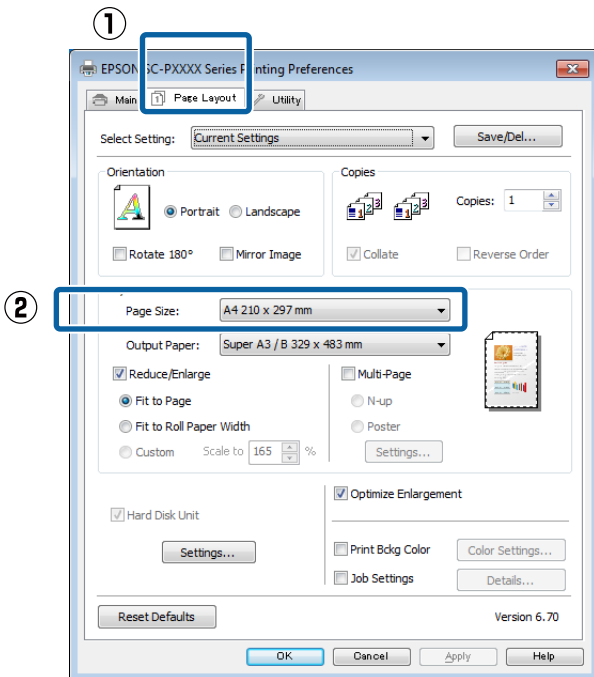 1
EPSON SC-PXXXX Series Printing Preferences
Main Page Layout Utility
Select Setting: Current Settings Save/Del...
Orientation Copies
Portrait Landscape Copies: 1
Rotate 180° Mirror Image Collate Reverse Order
2
Page Size: A4 210 x 297 mm
Output Paper: Super A3 / B 329 x 483 mm
Reduce/Enlarge Multi-Page
Fit to Page N-up
Fit to Roll Paper Width Poster
Custom Scale to 165 % Settings...
Optimize Enlargement
Hard Disk Unit
Settings... Print Bckg Color Color Settings...
Job Settings Details...
Reset Defaults Version 6.70
OK Cancel Apply Help